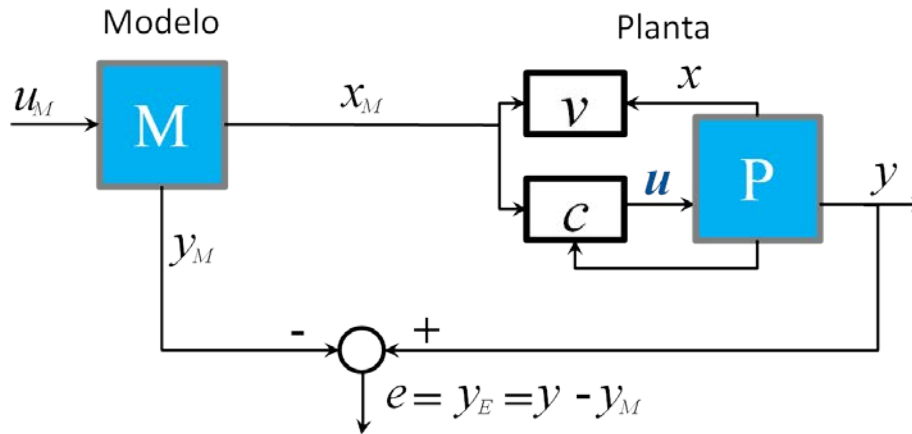 Modelo
Planta
u_M
M
x_M
v
x
c
u
P
y
y_M
-
+
e = y_E = y - y_M